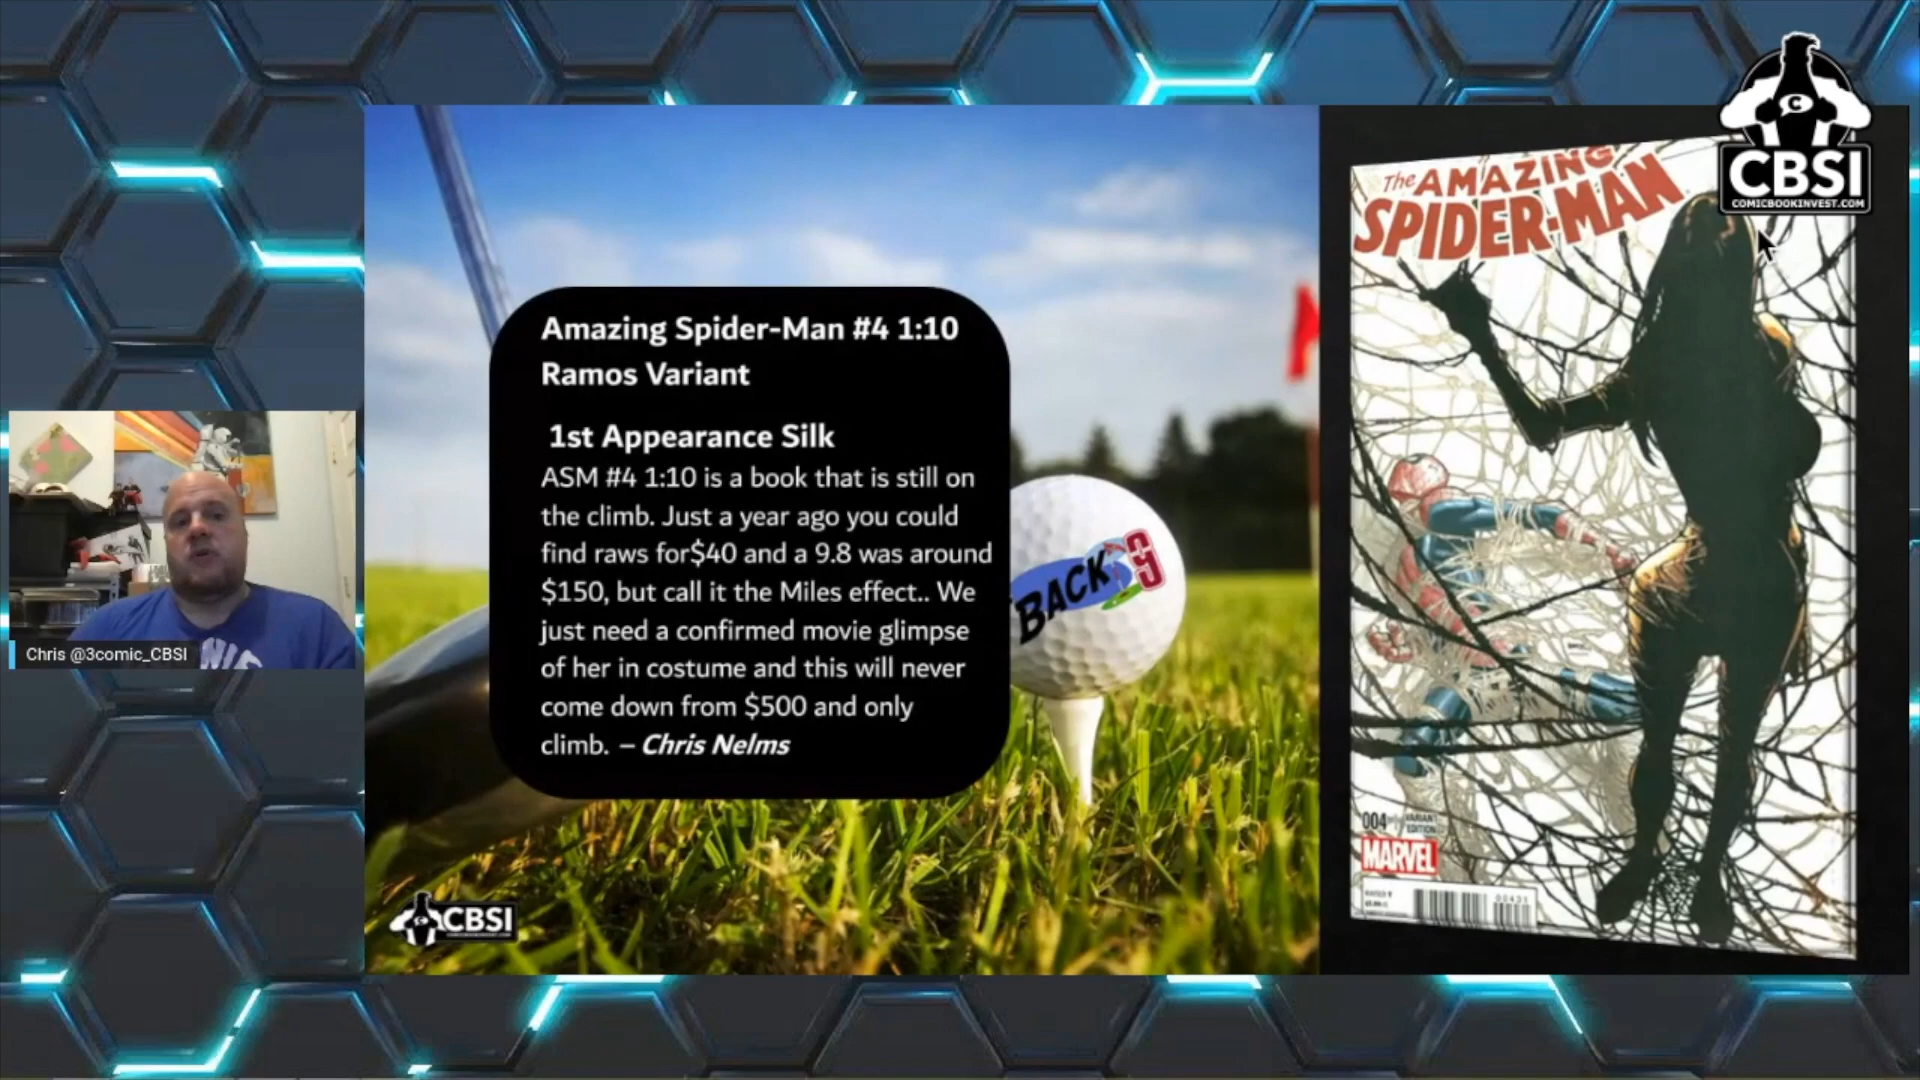 CBSI
COMICBOOKINVEST.COM
The AMAZING
SPIDER-MAN
Amazing Spider-Man #4 1:10
Ramos Variant
1st Appearance Silk
ASM #4 1:10 is a book that is still on
the climb. Just a year ago you could
find raws for$40 and a 9.8 was around
$150, but call it the Miles effect.. We
just need a confirmed movie glimpse
of her in costume and this will never
come down from $500 and only
climb. – Chris Nelms
BACK 9
Chris @3comic_CBSI
004
VARIANT
EDITION
MARVEL
CBSI